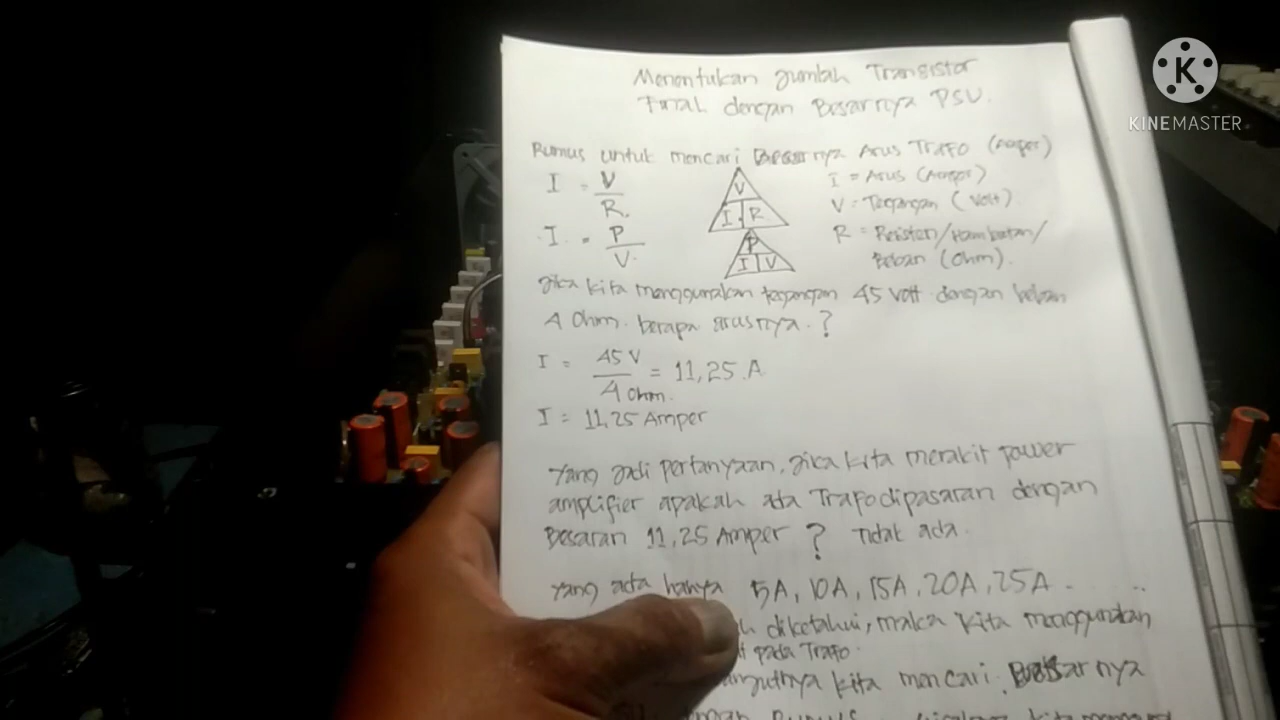 Menentukan jumlah Transistor
Final dengan Besarnya PSU.
Rumus untuk mencari Besarnya Arus TRAFO (Amper)
I = V
R.
V
I R
I = Arus (Amper)
V = Tegangan (Volt).
I = P
V.
P
I V
R = Resisten/Hambatan/
Beban (Ohm).
jika kita menggunakan tegangan 45 volt dengan beban
4 Ohm. berapa arusnya.?
I = 45 V
4 Ohm.
= 11,25.A
I = 11,25 Amper
Yang jadi pertanyaan, jika kita merakit power
amplifier apakah ada Trafo dipasaran dengan
Besaran 11,25 Amper? Tidak ada.
Yang ada hanya 5A, 10A, 15A, 20A, 25A.
diketahui, maka kita menggunakan
pada Trafo.
kita mencari Besarnya
Rumus
KINEMASTER